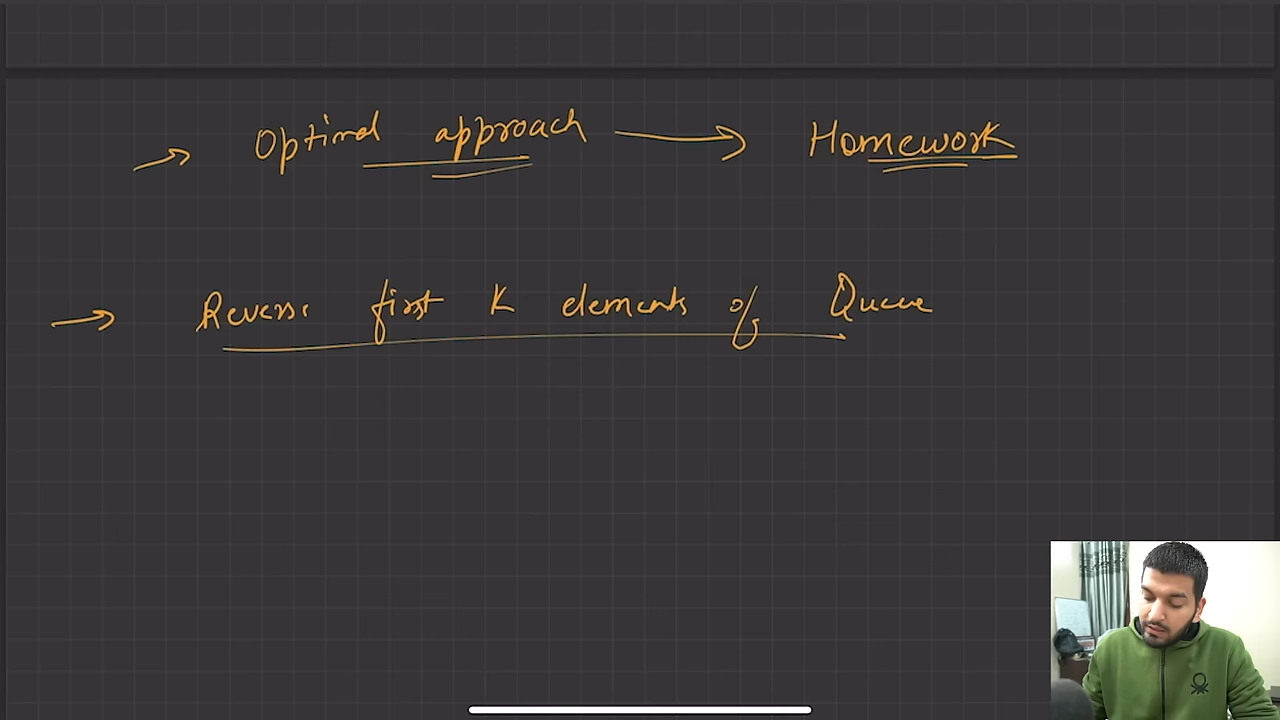 → Optimal approach → Homework
→ Reverse first K elements of Queue